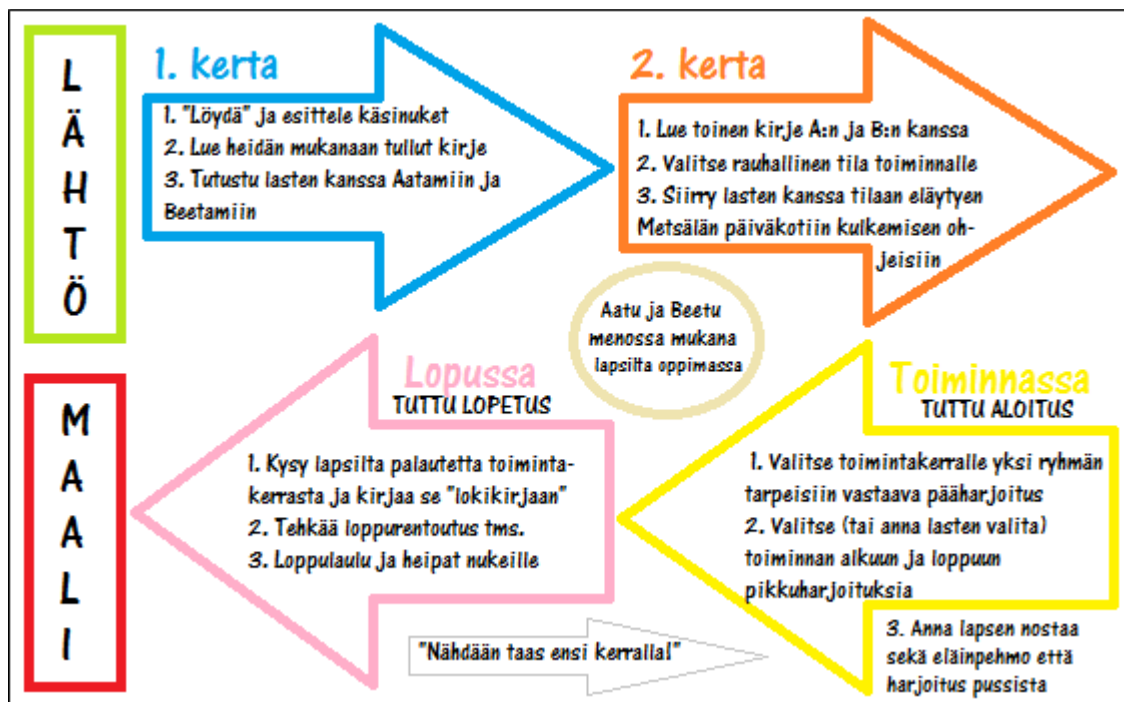 LÄHTÖ
1. kerta
1. "Löydä" ja esittele käsinuket
2. Lue heidän mukanaan tullut kirje
3. Tutustu lasten kanssa Aatamiin ja
Beetamiin
2. kerta
1. Lue toinen kirje A:n ja B:n kanssa
2. Valitse rauhallinen tila toiminnalle
3. Siirry lasten kanssa tilaan eläytyen
Metsälän päiväkotiin kulkemisen oh-
jeisiin
Aatu ja Beetu
menossa mukana
lapsilta oppimassa
Toiminnassa
TUTTU ALOITUS
1. Valitse toimintakerralle yksi ryhmän
tarpeisiin vastaava pääharjoitus
2. Valitse (tai anna lasten valita)
toiminnan alkuun ja loppuun
pikkuharjoituksia
3. Anna lapsen nostaa
sekä eläinpehmo että
harjoitus pussista
Lopussa
TUTTU LOPETUS
1. Kysy lapsilta palautetta toiminta-
kerrasta ja kirjaa se "lokikirjaan"
2. Tehkää loppurentoutus tms.
3. Loppulaulu ja heipat nukeille
"Nähdään taas ensi kerralla!"
MAALI